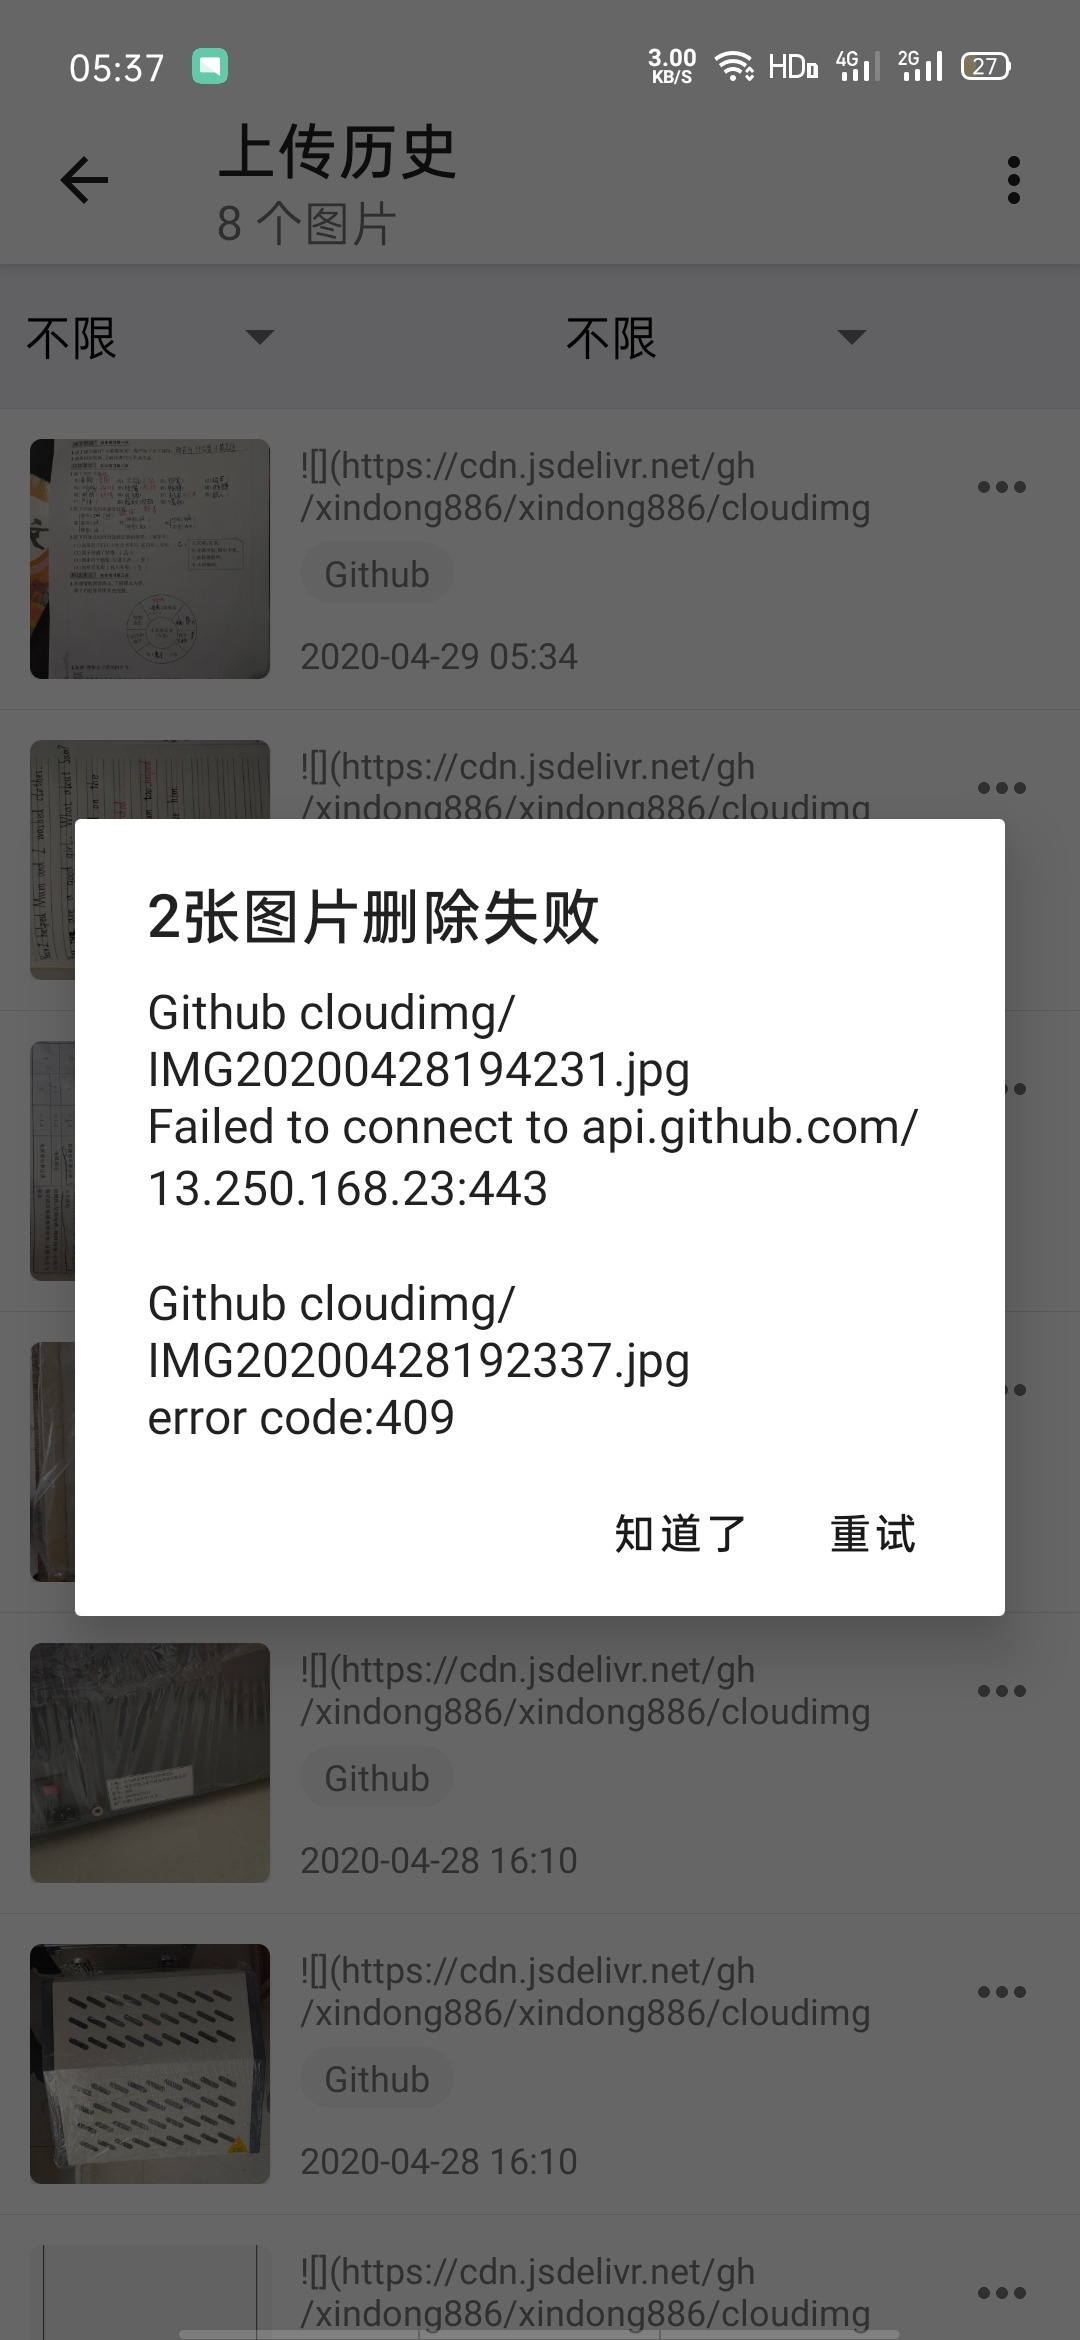 05:37
3.00 KB/S HD 4G 2G 27
上传历史
8 个图片
不限 不限
![](https://cdn.jsdelivr.net/gh
/xindong886/xindong886/cloudimg
Github
2020-04-29 05:34
![](https://cdn.jsdelivr.net/gh
/xindong886/xindong886/cloudimg
2张图片删除失败
Github cloudimg/
IMG20200428194231.jpg
Failed to connect to api.github.com/
13.250.168.23:443
Github cloudimg/
IMG20200428192337.jpg
error code:409
知道了 重试
![](https://cdn.jsdelivr.net/gh
/xindong886/xindong886/cloudimg
Github
2020-04-28 16:10
![](https://cdn.jsdelivr.net/gh
/xindong886/xindong886/cloudimg
Github
2020-04-28 16:10
![](https://cdn.jsdelivr.net/gh
/xindong886/xindong886/cloudimg